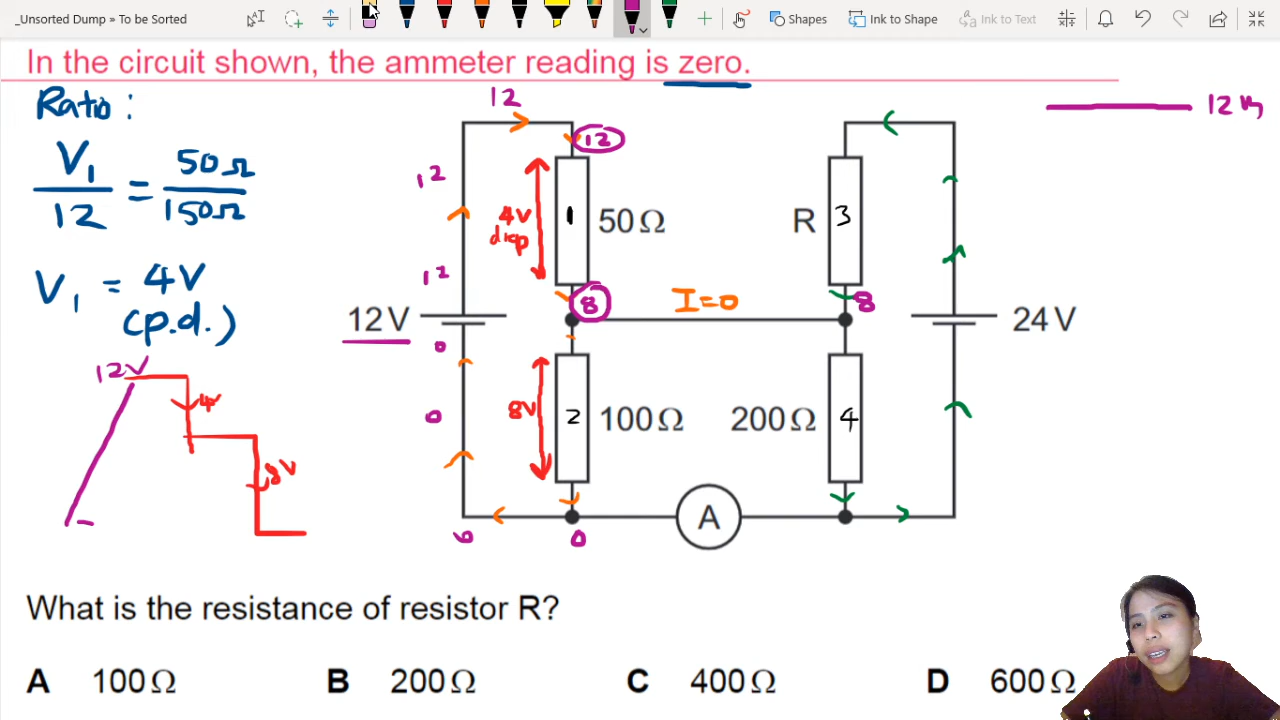 _Unsorted Dump » To be Sorted
Shapes
Ink to Shape
Ink to Text
In the circuit shown, the ammeter reading is zero.
Ratio :
V₁ / 12 = 50Ω / 150Ω
V₁ = 4V
(p.d.)
12V
4V
8V
12
12
12
12
12V
0
0
0
0
12
1
50Ω
4V
drop
8
I=0
8
8V
2
100Ω
R
3
200Ω
4
24V
A
12
What is the resistance of resistor R?
A 100Ω
B 200Ω
C 400Ω
D 600Ω